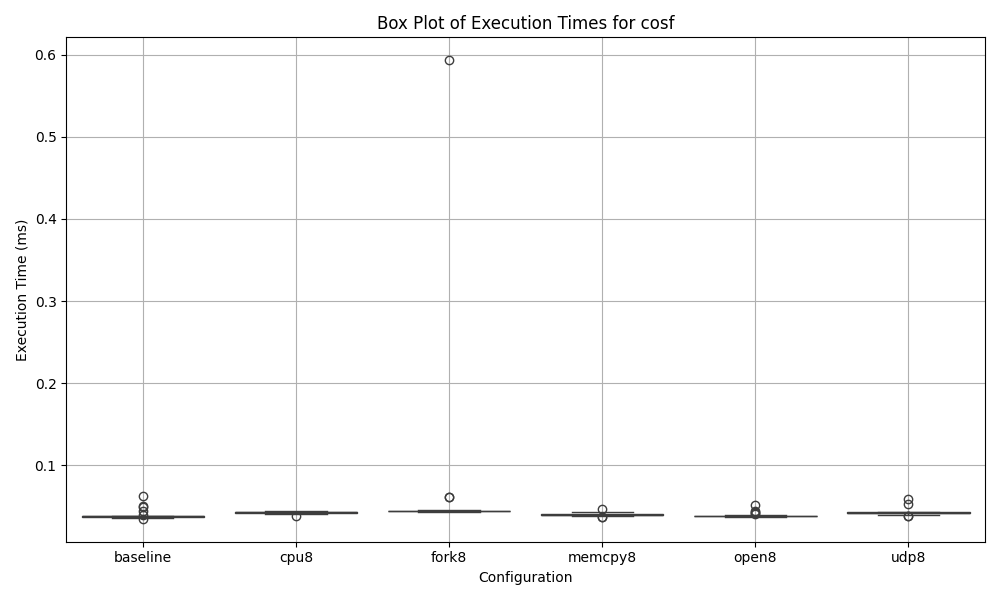 Box Plot of Execution Times for cosf
Execution Time (ms)
0.6
0.5
0.4
0.3
0.2
0.1
baseline cpu8 fork8 memcpy8 open8 udp8
Configuration